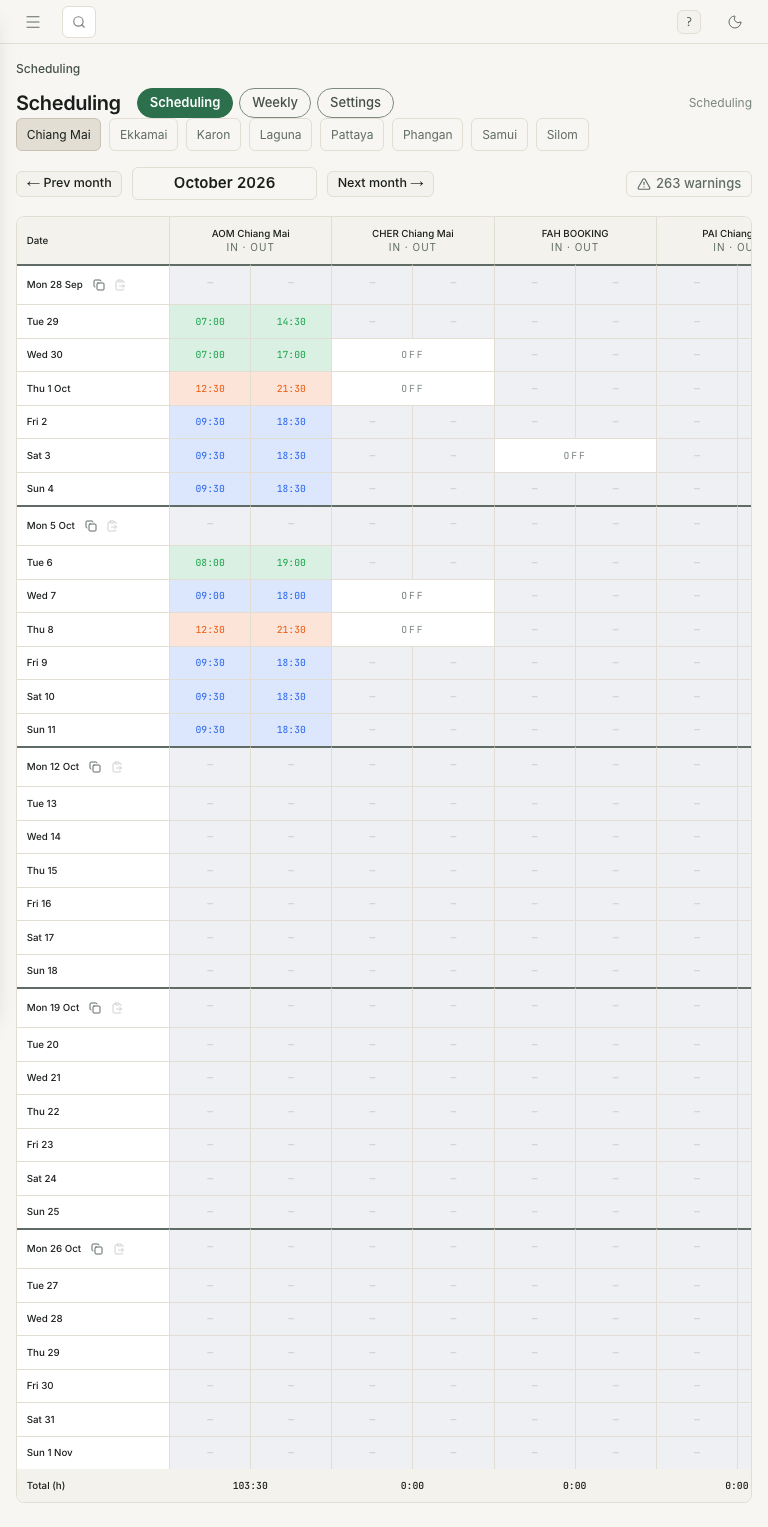 ?
Scheduling
Scheduling Scheduling Weekly Settings Scheduling
Chiang Mai Ekkamai Karon Laguna Pattaya Phangan Samui Silom
← Prev month October 2026 Next month → 263 warnings
Date AOM Chiang Mai CHER Chiang Mai FAH BOOKING PAI Chiang
IN · OUT IN · OUT IN · OUT IN · OU
Mon 28 Sep – – – – – – –
Tue 29 07:00 14:30 – – – – –
Wed 30 07:00 17:00 OFF – – –
Thu 1 Oct 12:30 21:30 OFF – – –
Fri 2 09:30 18:30 – – – – –
Sat 3 09:30 18:30 – – OFF –
Sun 4 09:30 18:30 – – – – –
Mon 5 Oct – – – – – – –
Tue 6 08:00 19:00 – – – – –
Wed 7 09:00 18:00 OFF – – –
Thu 8 12:30 21:30 OFF – – –
Fri 9 09:30 18:30 – – – – –
Sat 10 09:30 18:30 – – – – –
Sun 11 09:30 18:30 – – – – –
Mon 12 Oct – – – – – – –
Tue 13 – – – – – – –
Wed 14 – – – – – – –
Thu 15 – – – – – – –
Fri 16 – – – – – – –
Sat 17 – – – – – – –
Sun 18 – – – – – – –
Mon 19 Oct – – – – – – –
Tue 20 – – – – – – –
Wed 21 – – – – – – –
Thu 22 – – – – – – –
Fri 23 – – – – – – –
Sat 24 – – – – – – –
Sun 25 – – – – – – –
Mon 26 Oct – – – – – – –
Tue 27 – – – – – – –
Wed 28 – – – – – – –
Thu 29 – – – – – – –
Fri 30 – – – – – – –
Sat 31 – – – – – – –
Sun 1 Nov – – – – – – –
Total (h) 103:30 0:00 0:00 0:00